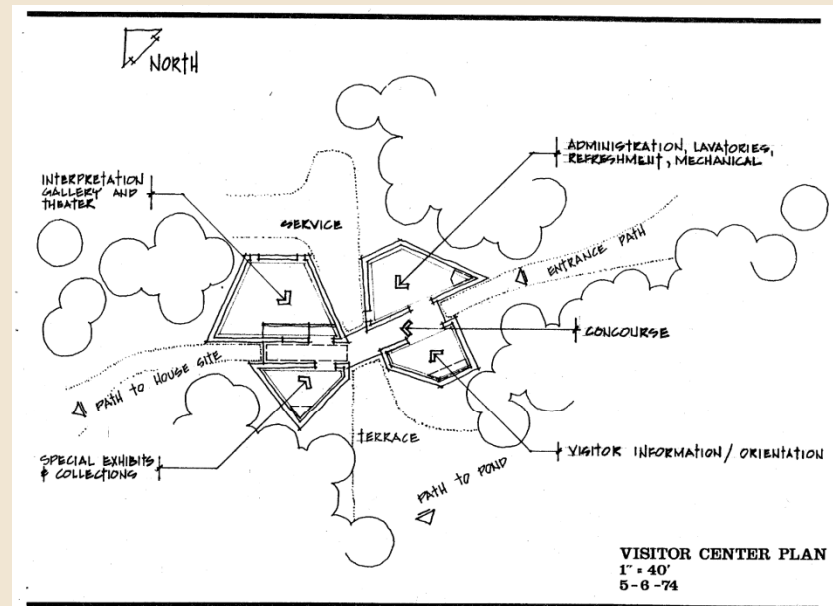 NORTH
ADMINISTRATION, LAVATORIES,
REFRESHMENT, MECHANICAL
INTERPRETATION
GALLERY AND
THEATER
SERVICE
ENTRANCE PATH
CONCOURSE
PATH TO HOUSE SITE
SPECIAL EXHIBITS
& COLLECTIONS
TERRACE
VISITOR INFORMATION / ORIENTATION
PATH TO POND
VISITOR CENTER PLAN
1" = 40'
5-6-74